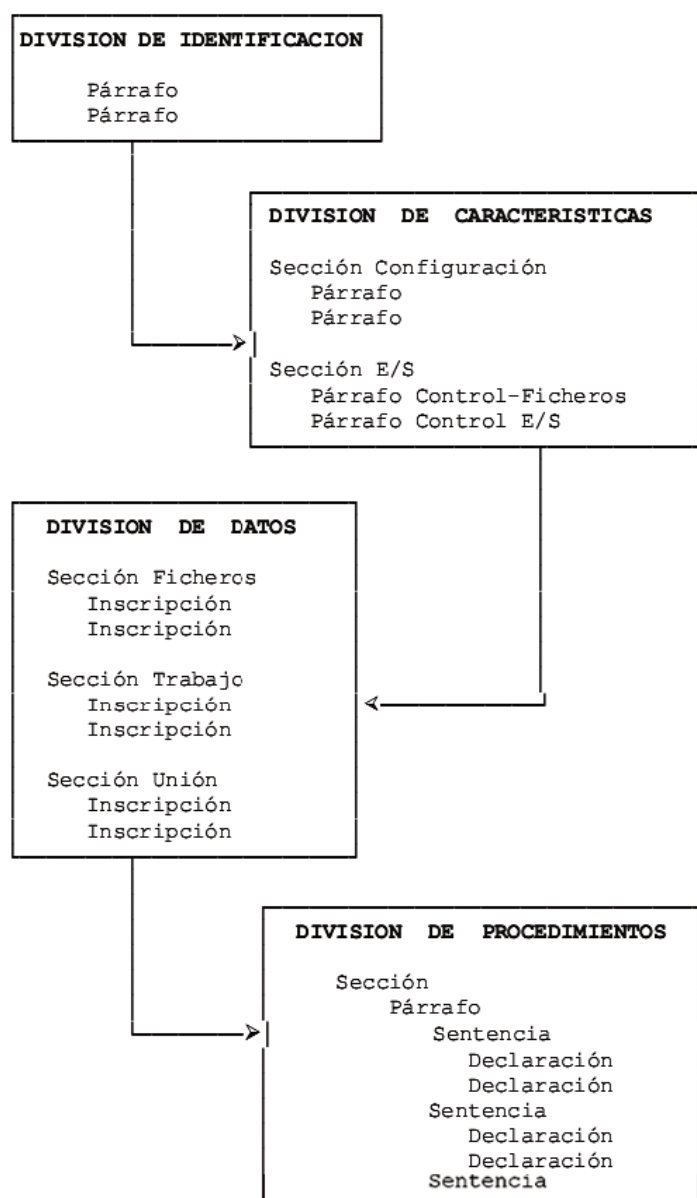 DIVISION DE IDENTIFICACION
Párrafo
Párrafo
DIVISION DE CARACTERISTICAS
Sección Configuración
Párrafo
Párrafo
Sección E/S
Párrafo Control-Ficheros
Párrafo Control E/S
DIVISION DE DATOS
Sección Ficheros
Inscripción
Inscripción
Sección Trabajo
Inscripción
Inscripción
Sección Unión
Inscripción
Inscripción
DIVISION DE PROCEDIMIENTOS
Sección
Párrafo
Sentencia
Declaración
Declaración
Sentencia
Declaración
Declaración
Sentencia